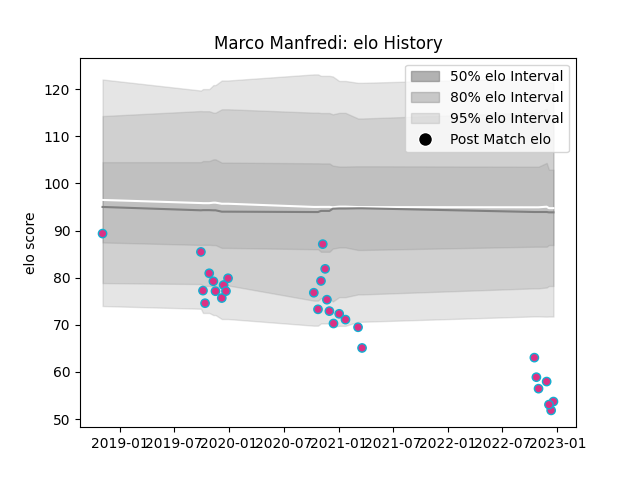 Marco Manfredi: elo History
50% elo Interval
80% elo Interval
95% elo Interval
Post Match elo
elo score
120
110
100
90
80
70
60
50
2019-01 2019-07 2020-01 2020-07 2021-01 2021-07 2022-01 2022-07 2023-01